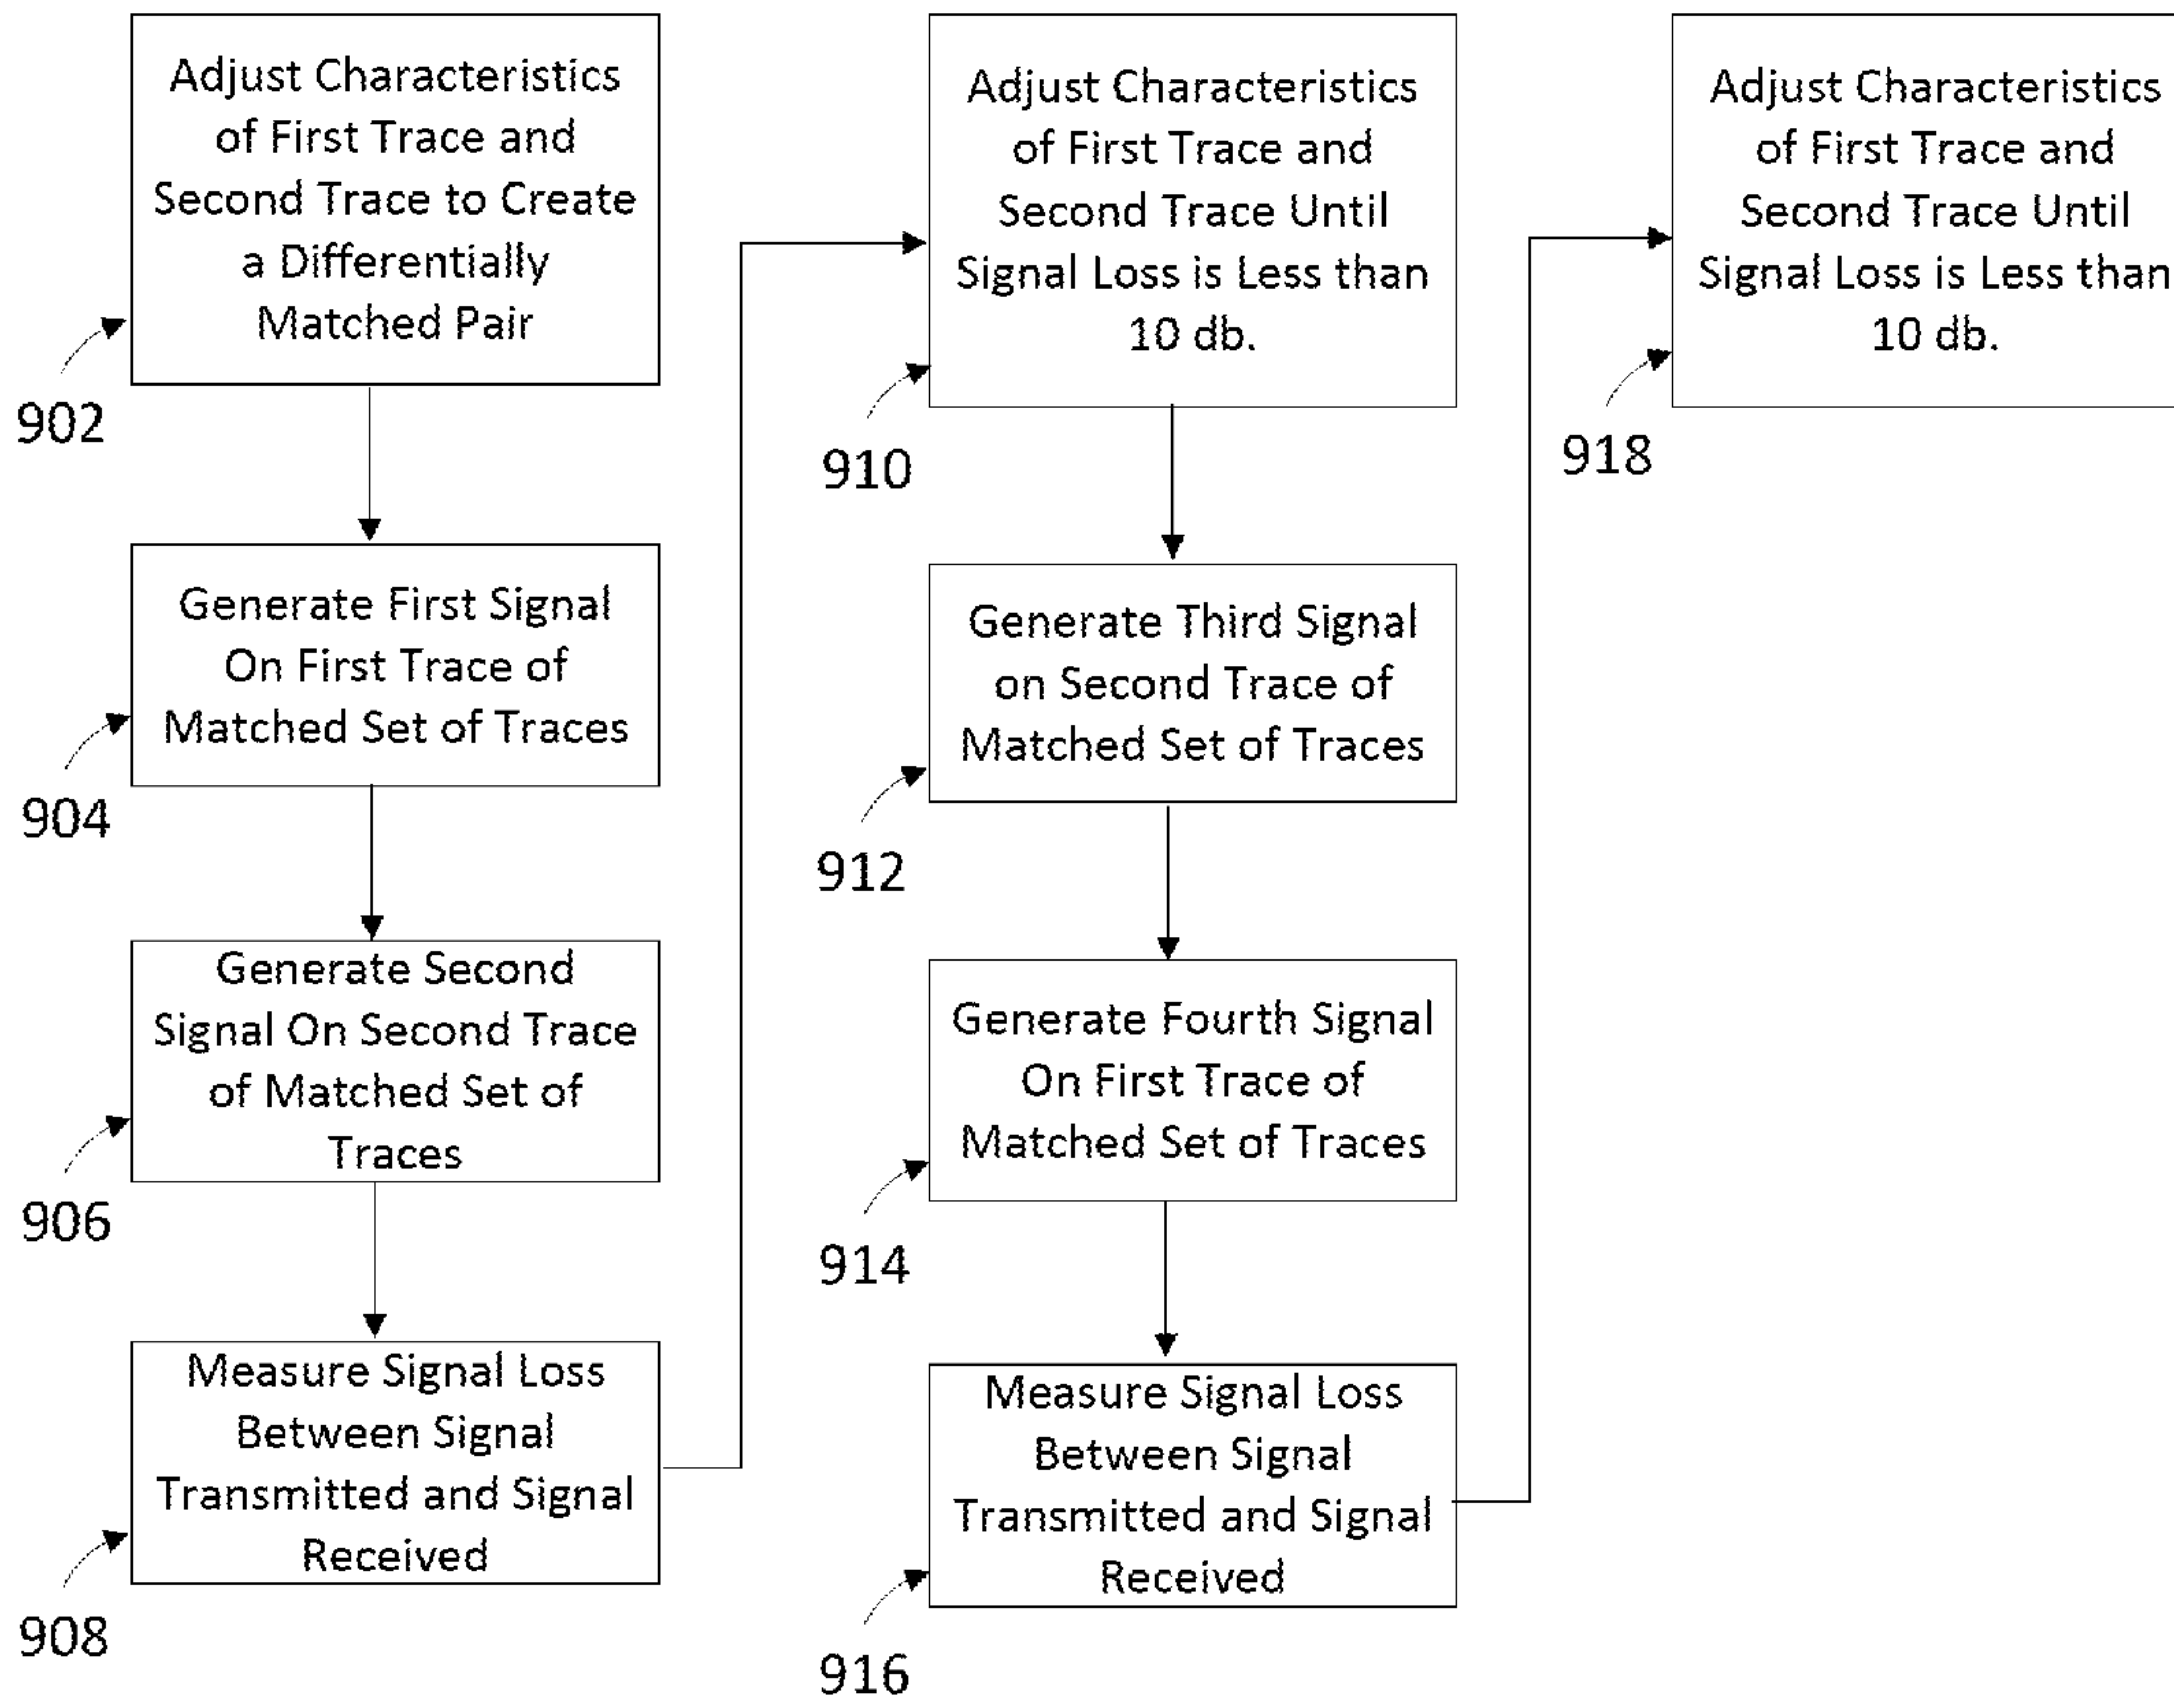 Adjust Characteristics
of First Trace and
Second Trace to Create
a Differentially
Matched Pair
902
Generate First Signal
On First Trace of
Matched Set of Traces
904
Generate Second
Signal On Second Trace
of Matched Set of
Traces
906
Measure Signal Loss
Between Signal
Transmitted and Signal
Received
908
Adjust Characteristics
of First Trace and
Second Trace Until
Signal Loss is Less than
10 db.
910
Generate Third Signal
on Second Trace of
Matched Set of Traces
912
Generate Fourth Signal
On First Trace of
Matched Set of Traces
914
Measure Signal Loss
Between Signal
Transmitted and Signal
Received
916
Adjust Characteristics
of First Trace and
Second Trace Until
Signal Loss is Less than
10 db.
918